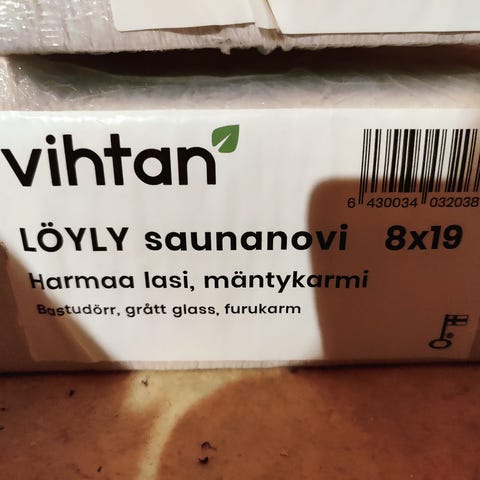 vihtan
6 430034 032038
LÖYLY saunanovi 8x19
Harmaa lasi, mäntykarmi
Bastudörr, grått glass, furukarm